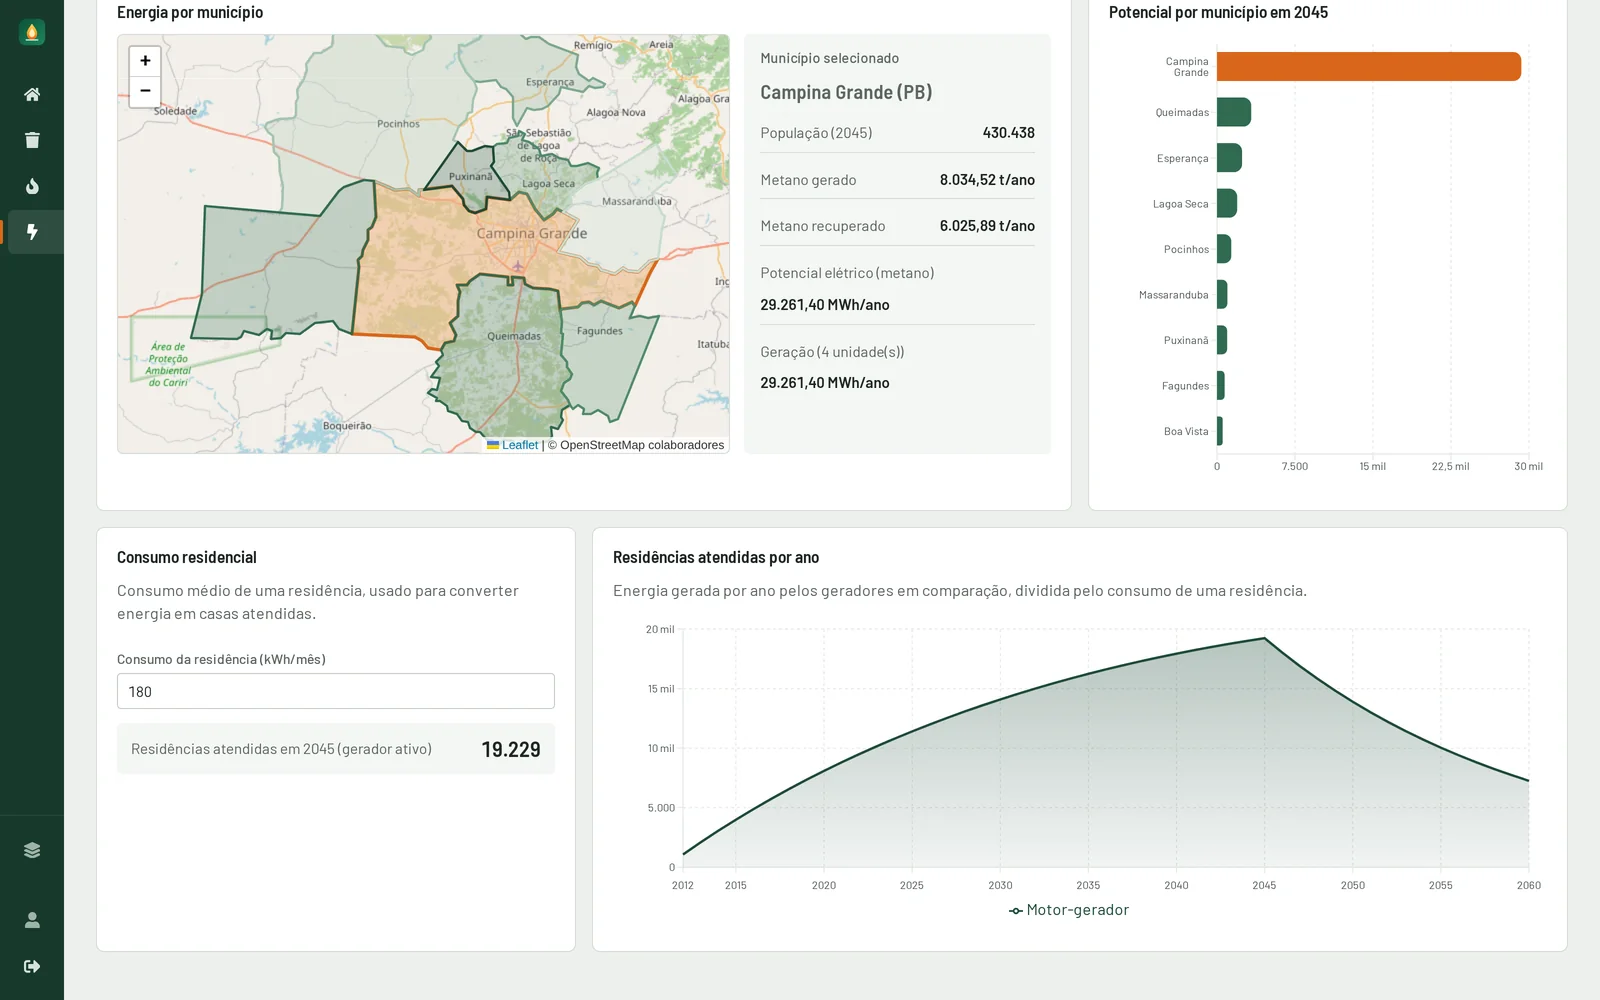 Energia por município
+
−
Remígio
Areia
Esperança
Soledade
Alagoa Nova
Alagoa Gra
Pocinhos
São Sebastião
de Lagoa
de Roça
Puxinanã
Lagoa Seca
Massaranduba
Campina Grande
Ing
Queimadas
Fagundes
Itatuba
Área de
Proteção
Ambiental
do Cariri
Boqueirão
Leaflet | © OpenStreetMap colaboradores
Município selecionado
Campina Grande (PB)
População (2045) 430.438
Metano gerado 8.034,52 t/ano
Metano recuperado 6.025,89 t/ano
Potencial elétrico (metano)
29.261,40 MWh/ano
Geração (4 unidade(s))
29.261,40 MWh/ano
Potencial por município em 2045
Campina
Grande
Queimadas
Esperança
Lagoa Seca
Pocinhos
Massaranduba
Puxinanã
Fagundes
Boa Vista
0 7.500 15 mil 22,5 mil 30 mil
Consumo residencial
Consumo médio de uma residência, usado para converter
energia em casas atendidas.
Consumo da residência (kWh/mês)
180
Residências atendidas em 2045 (gerador ativo) 19.229
Residências atendidas por ano
Energia gerada por ano pelos geradores em comparação, dividida pelo consumo de uma residência.
20 mil
15 mil
10 mil
5.000
0
2012 2015 2020 2025 2030 2035 2040 2045 2050 2055 2060
Motor-gerador